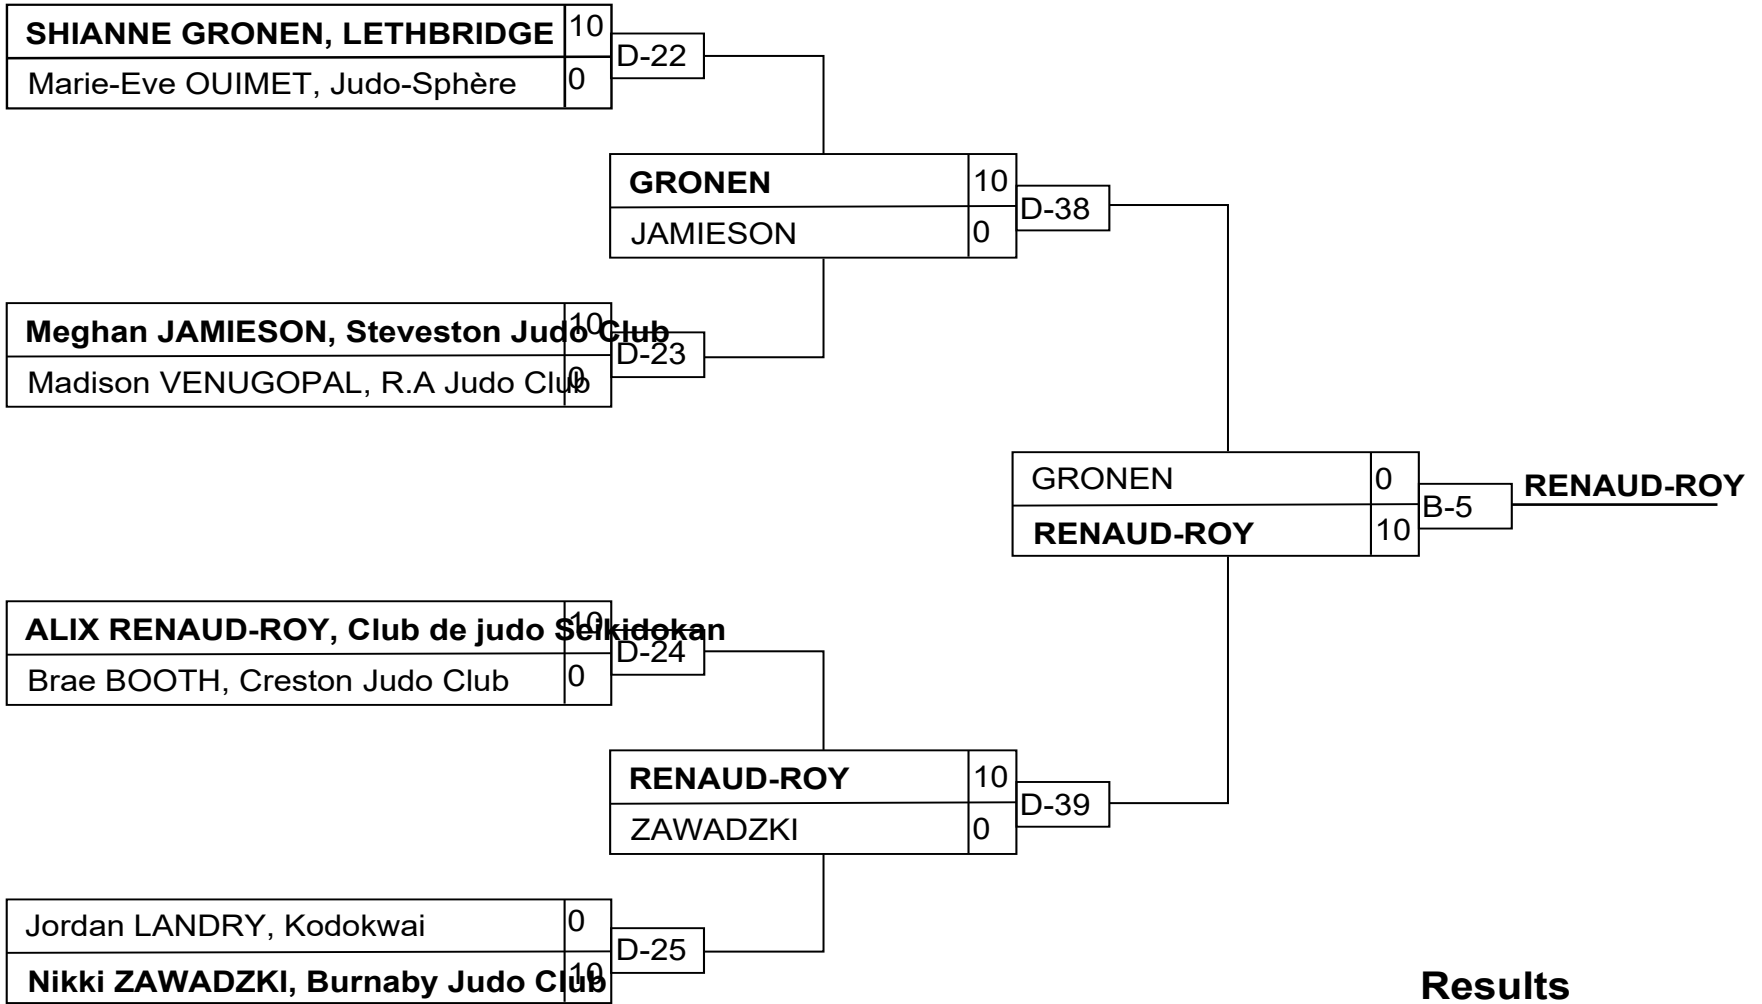 SHIANNE GRONEN, LETHBRIDGE 10
D-22
Marie-Eve OUIMET, Judo-Sphère 0
GRONEN 10
D-38
JAMIESON 0
Meghan JAMIESON, Steveston Judo Club 10
D-23
Madison VENUGOPAL, R.A Judo Club 0
GRONEN 0
RENAUD-ROY
B-5
RENAUD-ROY 10
ALIX RENAUD-ROY, Club de judo Seikidokan 10
D-24
Brae BOOTH, Creston Judo Club 0
RENAUD-ROY 10
D-39
ZAWADZKI 0
Jordan LANDRY, Kodokwai 0
D-25
Nikki ZAWADZKI, Burnaby Judo Club 10
Results